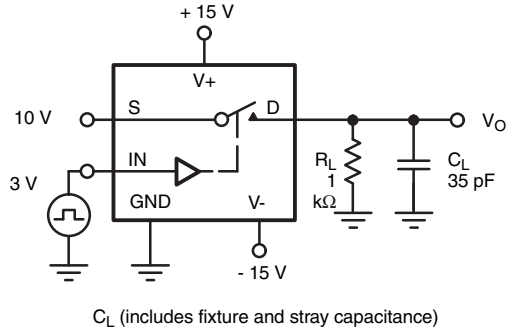 + 15 V
V+
10 V
S
D
V_O
IN
3 V
R_L
1
kΩ
C_L
35 pF
GND
V-
- 15 V
C_L (includes fixture and stray capacitance)